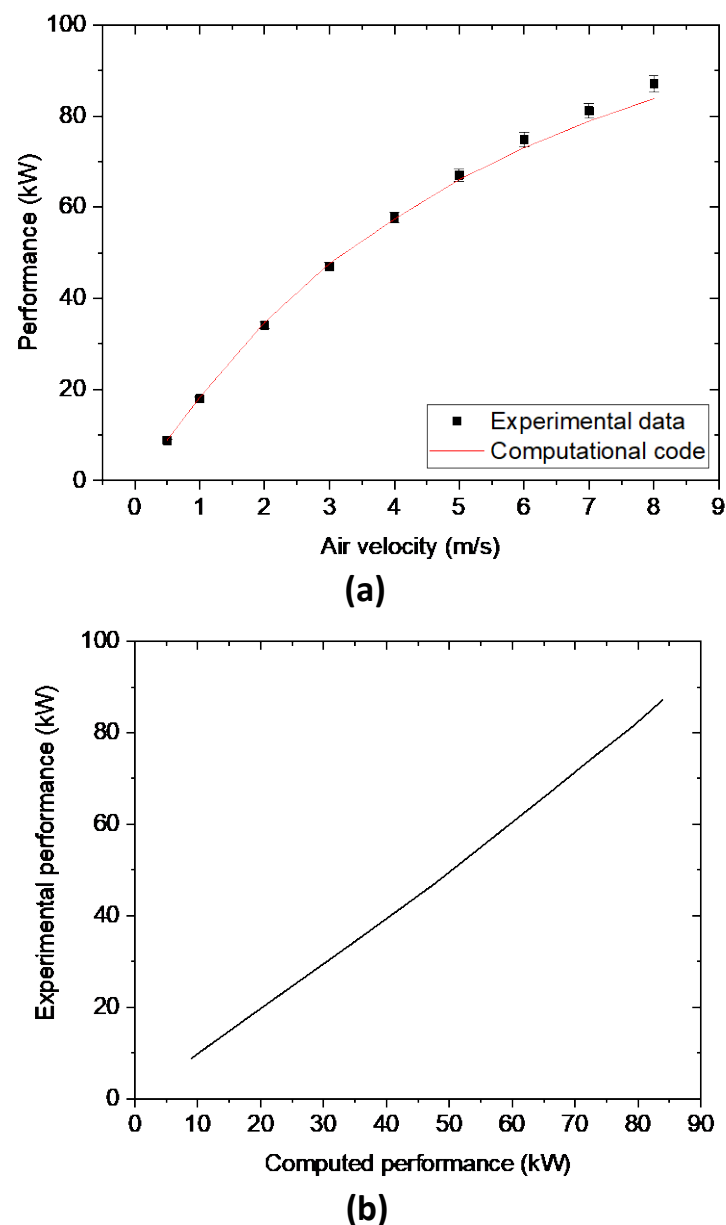 100
80
60
40
20
0
Performance (kW)
Experimental data
Computational code
0 1 2 3 4 5 6 7 8 9
Air velocity (m/s)
(a)
100
80
60
40
20
0
Experimental performance (kW)
0 10 20 30 40 50 60 70 80 90
Computed performance (kW)
(b)